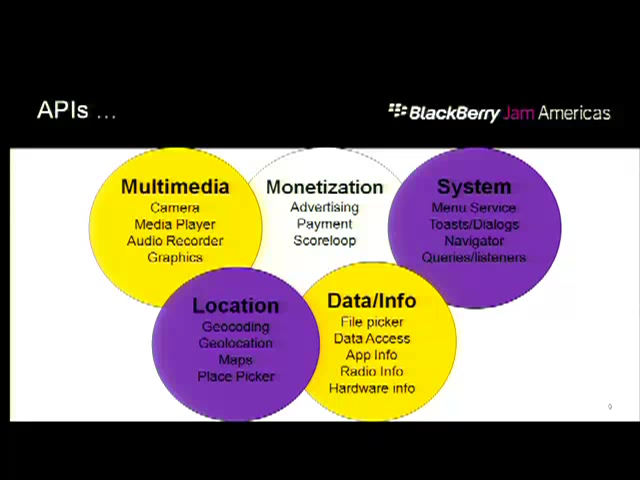 APIs ...
BlackBerry Jam Americas
Multimedia
Camera
Media Player
Audio Recorder
Graphics
Monetization
Advertising
Payment
Scoreloop
System
Menu Service
Toasts/Dialogs
Navigator
Queries/listeners
Location
Geocoding
Geolocation
Maps
Place Picker
Data/Info
File picker
Data Access
App Info
Radio Info
Hardware info
9